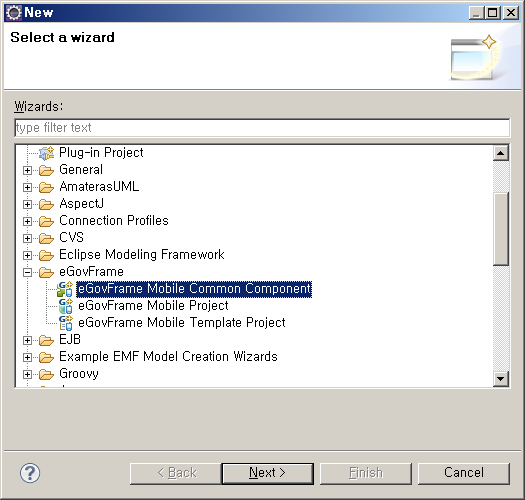 New
Select a wizard
Wizards:
type filter text
Plug-in Project
General
AmaterasUML
AspectJ
Connection Profiles
CVS
Eclipse Modeling Framework
eGovFrame
eGovFrame Mobile Common Component
eGovFrame Mobile Project
eGovFrame Mobile Template Project
EJB
Example EMF Model Creation Wizards
Groovy
? < Back Next > Finish Cancel